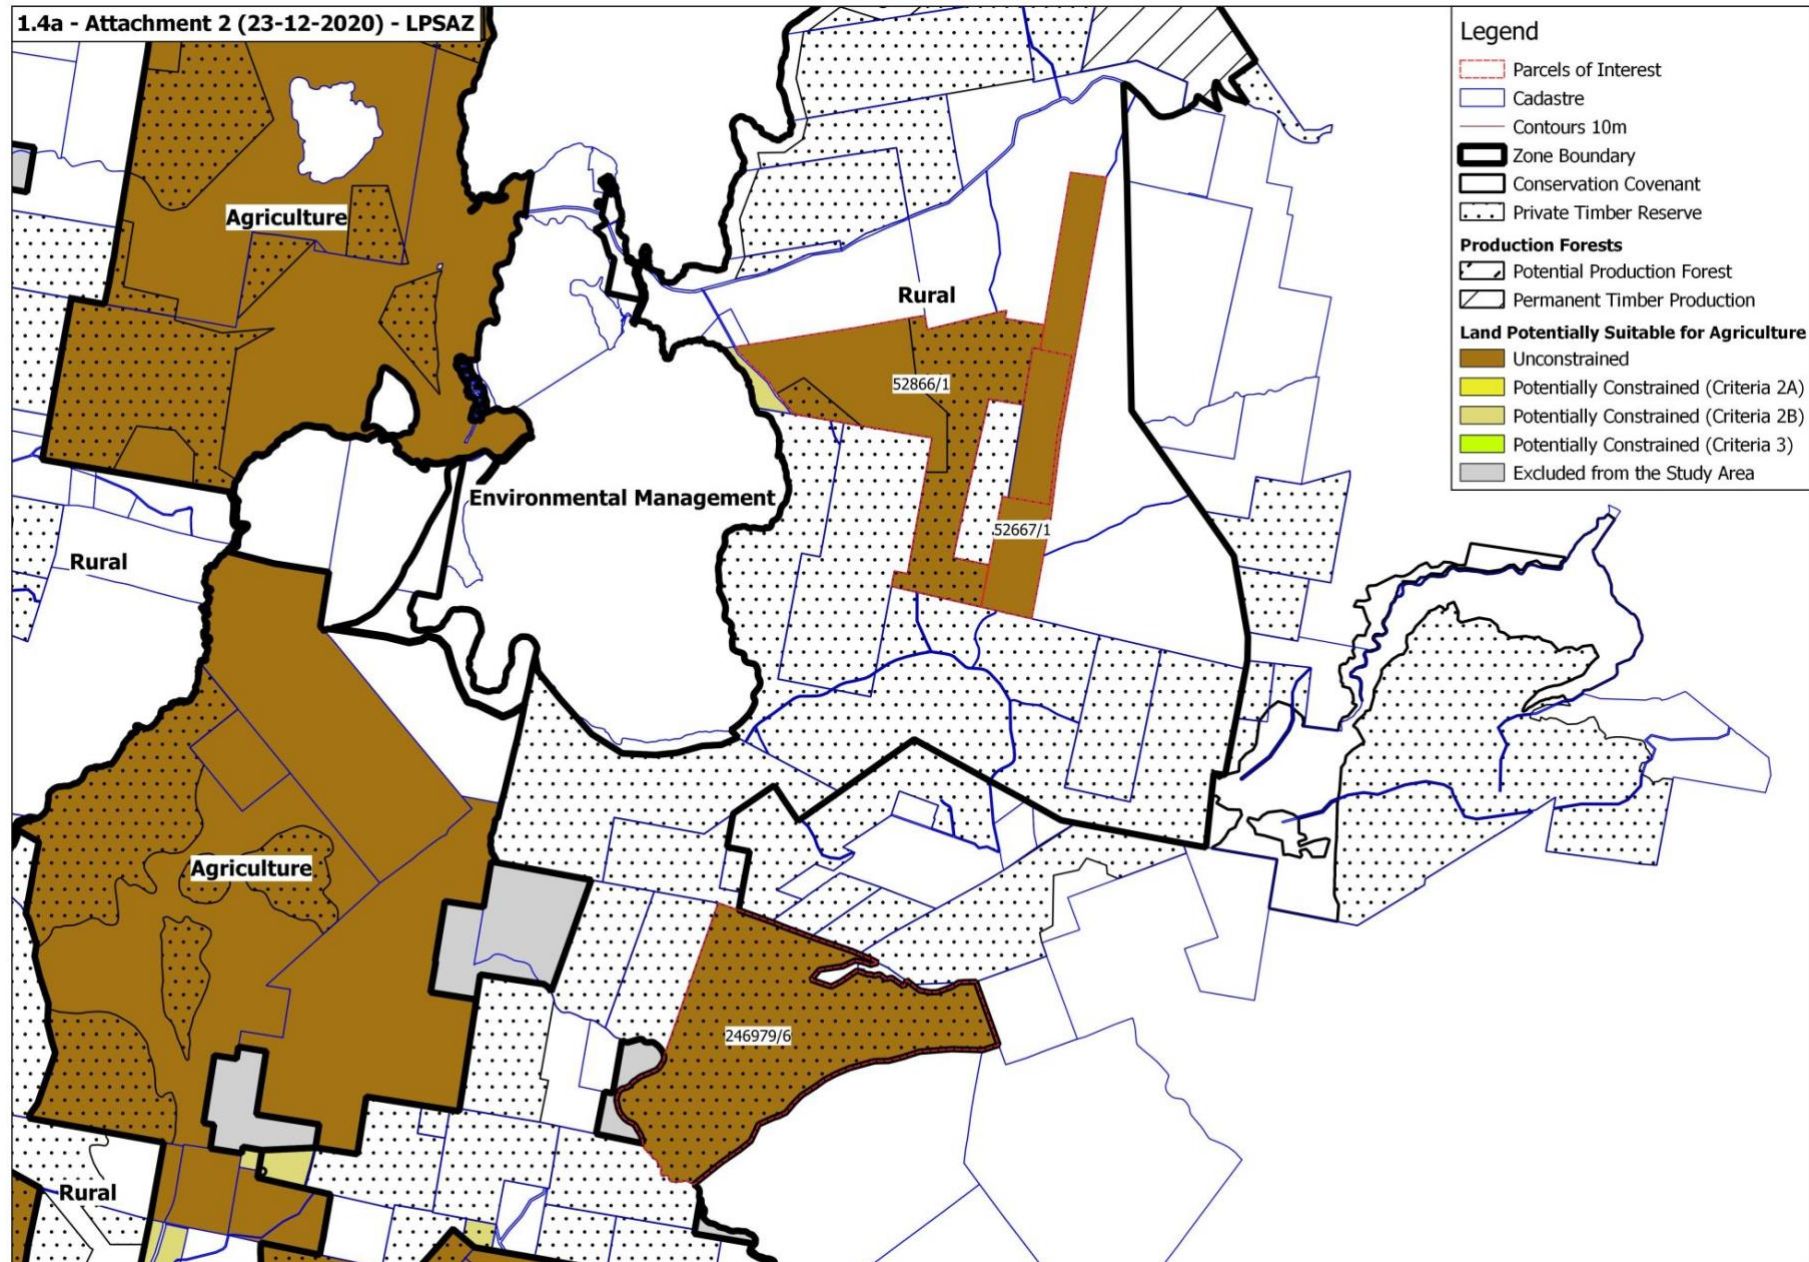 1.4a - Attachment 2 (23-12-2020) - LPSAZ
Legend
Parcels of Interest
Cadastre
Contours 10m
Zone Boundary
Conservation Covenant
Private Timber Reserve
Production Forests
Potential Production Forest
Permanent Timber Production
Land Potentially Suitable for Agriculture
Unconstrained
Potentially Constrained (Criteria 2A)
Potentially Constrained (Criteria 2B)
Potentially Constrained (Criteria 3)
Excluded from the Study Area
Agriculture
Rural
52866/1
Environmental Management
52667/1
Rural
Agriculture
246979/6
Rural